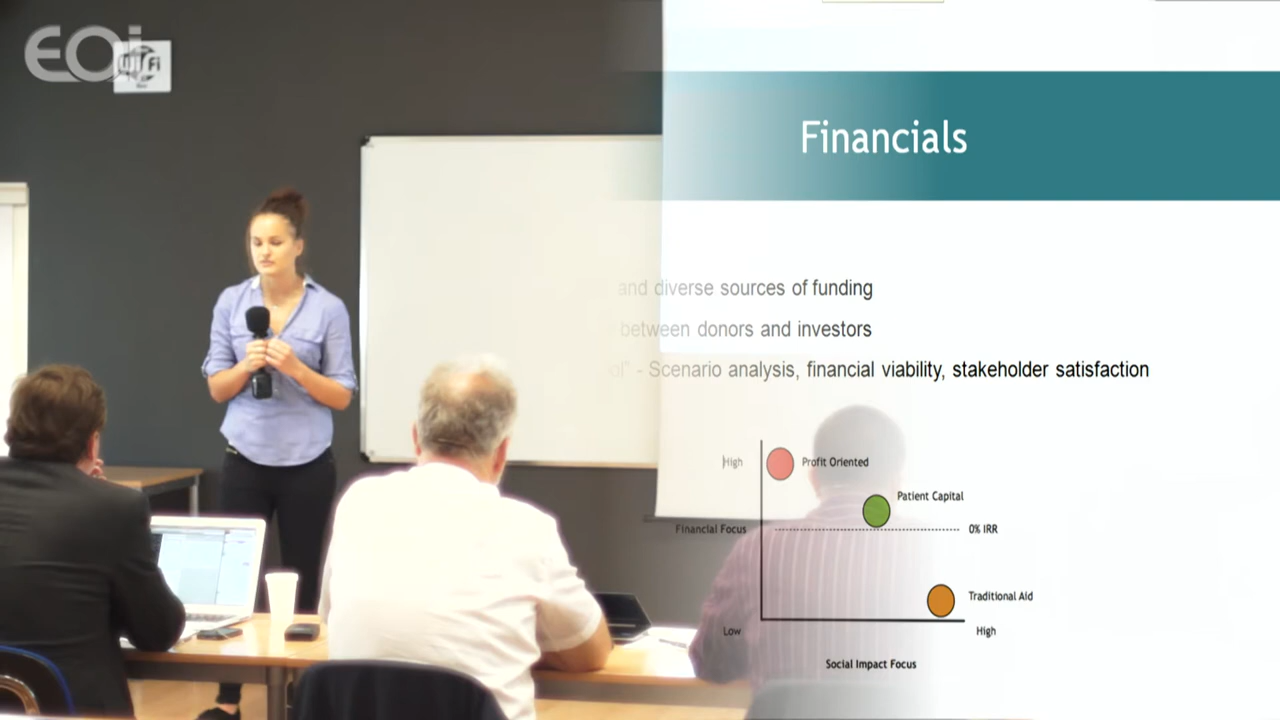 EOi
WiFi
Financials
and diverse sources of funding
between donors and investors
- Scenario analysis, financial viability, stakeholder satisfaction
High
Profit Oriented
Patient Capital
Financial Focus
0% IRR
Traditional Aid
Low
High
Social Impact Focus